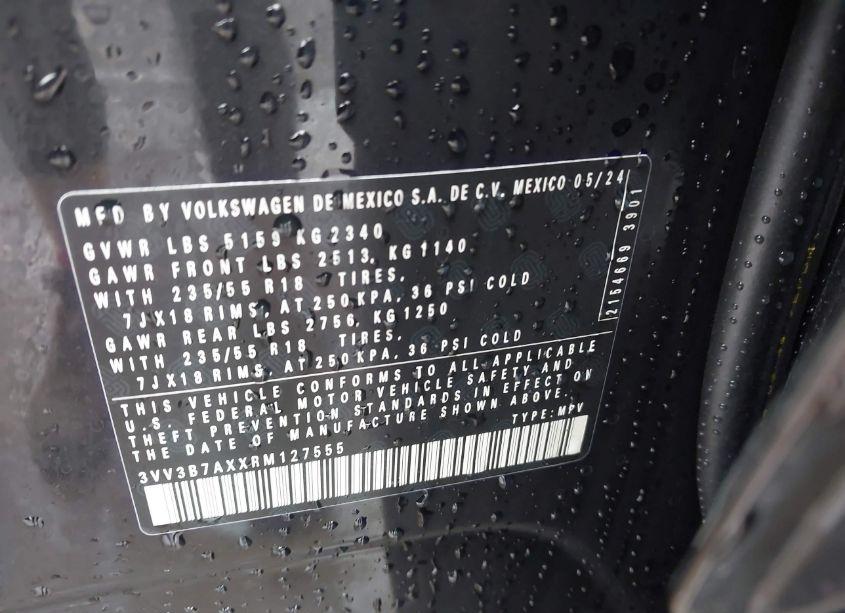 MFD BY VOLKSWAGEN DE MEXICO S.A. DE C.V. MEXICO 05/24
GVWR LBS 5159 KG 2340
GAWR FRONT LBS 2513, KG 1140
WITH 235/55 R18 TIRES,
7JX18 RIMS, AT 250 KPA, 36 PSI COLD
GAWR REAR LBS 2756, KG 1250
WITH 235/55 R18 TIRES,
7JX18 RIMS, AT 250 KPA, 36 PSI COLD
2154669 3901
THIS VEHICLE CONFORMS TO ALL APPLICABLE
U.S. FEDERAL MOTOR VEHICLE SAFETY AND
THEFT PREVENTION STANDARDS IN EFFECT ON
THE DATE OF MANUFACTURE SHOWN ABOVE.
3VV3B7AXXRM127555 TYPE: MPV